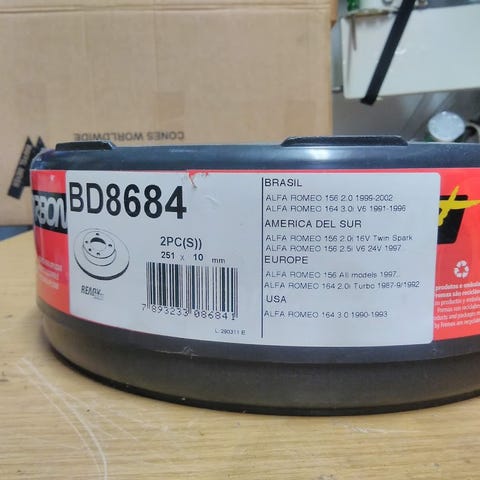 CONES WORLDWIDE
BD8684
2PC(S))
251 x 10 mm
READY
7 893233 086841
L: 290311 E
BRASIL
ALFA ROMEO 156 2.0 1999-2002
ALFA ROMEO 164 3.0i V6 1991-1996
AMERICA DEL SUR
ALFA ROMEO 156 2.0i 16V Twin Spark
ALFA ROMEO 156 2.5i V6 24V 1997
EUROPE
ALFA ROMEO 156 All models 1997..
ALFA ROMEO 164 2.0i Turbo 1987-9/1992
USA
ALFA ROMEO 164 3.0 1990-1993